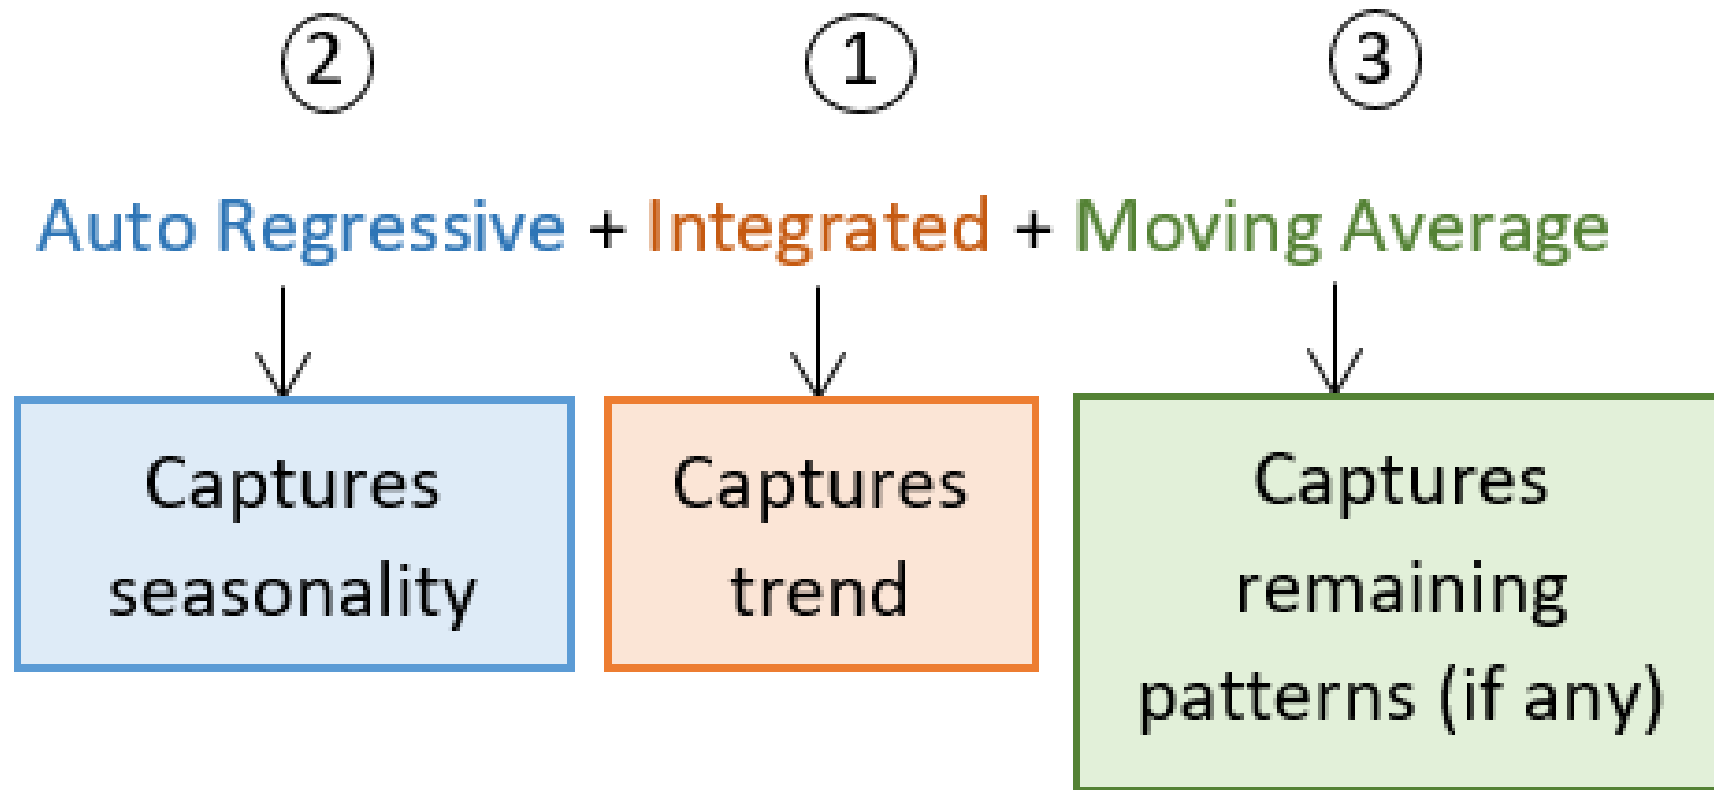 2 1 3
Auto Regressive + Integrated + Moving Average
Captures
seasonality
Captures
trend
Captures
remaining
patterns (if any)